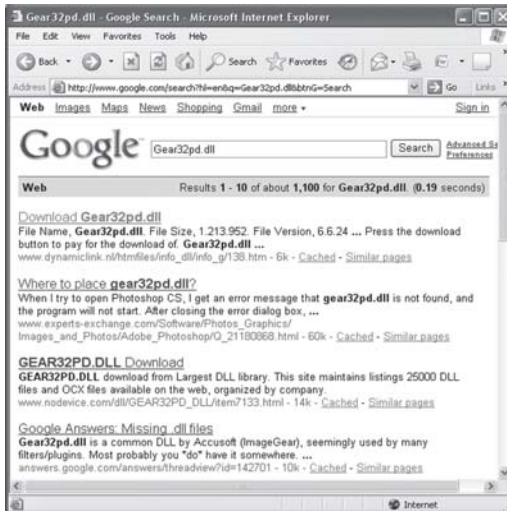 Gear32pd.dll - Google Search - Microsoft Internet Explorer
File Edit View Favorites Tools Help
Back Search Favorites
Address http://www.google.com/search?hl=en&q=Gear32pd.dll&btnG=Search Go Links
Web Images Maps News Shopping Gmail more Sign in
Google Gear32pd.dll Search Advanced Se
Preferences
Web Results 1 - 10 of about 1,100 for Gear32pd.dll. (0.19 seconds)
Download Gear32pd.dll
File Name, Gear32pd.dll. File Size, 1.213.952. File Version, 6.6.24 ... Press the download
button to pay for the download of. Gear32pd.dll ...
www.dynamiclink.nl/htmfiles/info_dll/info_g/138.htm - 6k - Cached - Similar pages
Where to place gear32pd.dll?
When I try to open Photoshop CS, I get an error message that gear32pd.dll is not found, and
the program will not start. After closing the error dialog box, ...
www.experts-exchange.com/Software/Photos_Graphics/
Images_and_Photos/Adobe_Photoshop/Q_21180868.html - 60k - Cached - Similar pages
GEAR32PD.DLL Download
GEAR32PD.DLL download from Largest DLL library. This site maintains listings 25000 DLL
files and OCX files available on the web, organized by company.
www.nodevice.com/dll/GEAR32PD_DLL/item7133.html - 14k - Cached - Similar pages
Google Answers: Missing .dll files
Gear32pd.dll is a common DLL by Accusoft (ImageGear), seemingly used by many
filters/plugins. Most probably you *do* have it somewhere. ...
answers.google.com/answers/threadview?id=142701 - 10k - Cached - Similar pages
Internet